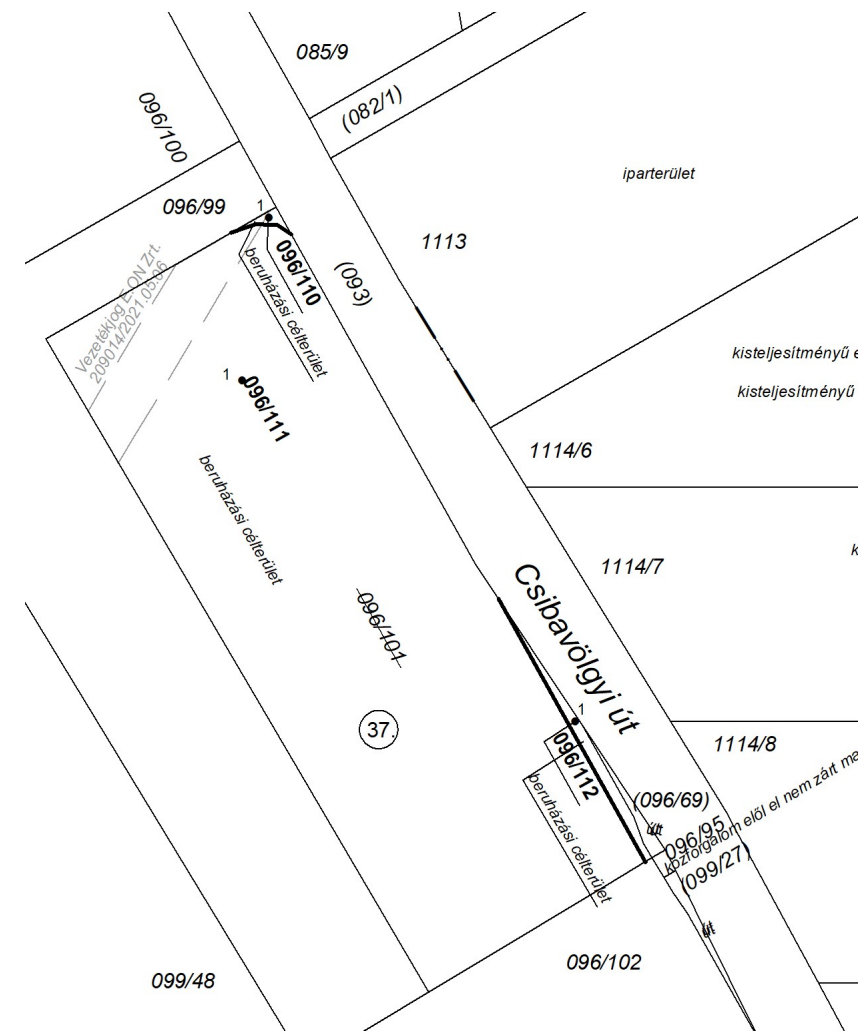 085/9
(082/1)
096/100
iparterület
096/99
1
1113
096/110
beruházási célterület
(093)
Vezetékjog E-ON Zrt.
209014/2021.05.06
kisteljesítményű
kisteljesítményű
1
096/111
1114/6
beruházási célterület
1114/7
Csibavölgyi út
096/101
37.
1
1114/8
096/112
beruházási célterület
(096/69)
út
096/95
közforgalom elől el nem zárt
(099/27)
út
096/102
099/48